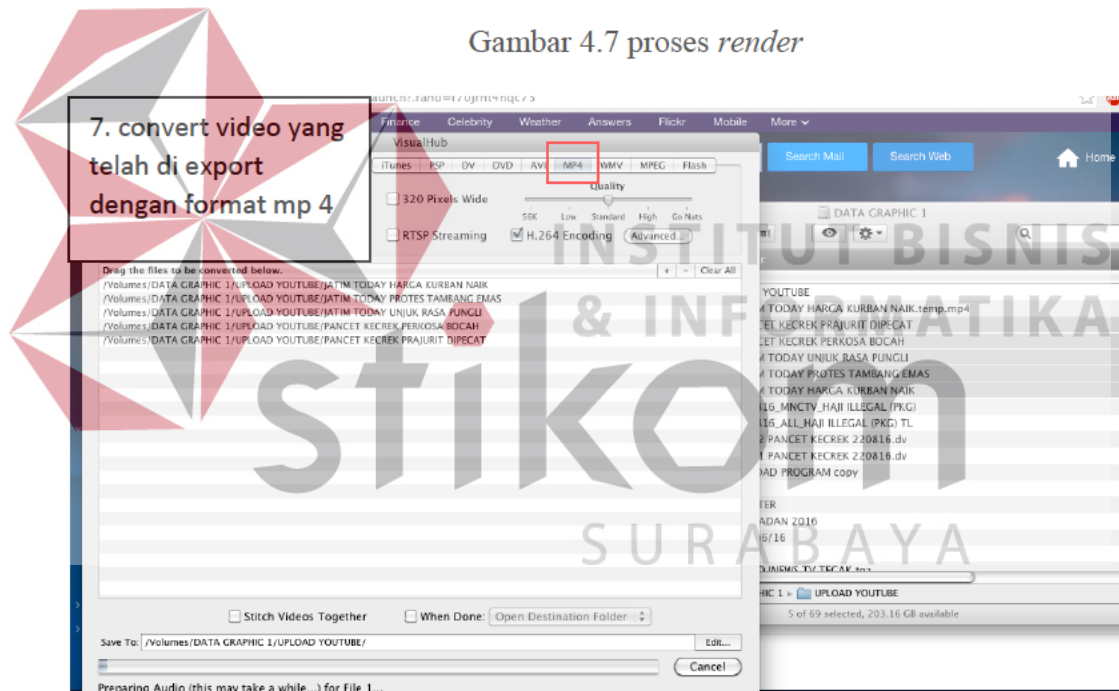 Gambar 4.7 proses render
7. convert video yang
telah di export
dengan format mp 4
Finance Celebrity Weather Answers Flickr Mobile More
VisualHub
iTunes PSP DV DVD AVI MP4 WMV MPEG Flash
Search Mail Search Web Home
320 Pixels Wide
Quality
56K Low Standard High Go Nuts
RTSP Streaming H.264 Encoding Advanced...
DATA GRAPHIC 1
INSTITUT BISNIS
& INFORMATIKA
stikom
SURABAYA
Drag the files to be converted below. + - Clear All
/Volumes/DATA GRAPHIC 1/UPLOAD YOUTUBE/JATIM TODAY HARGA KURBAN NAIK
/Volumes/DATA GRAPHIC 1/UPLOAD YOUTUBE/JATIM TODAY PROTES TAMBANG EMAS
/Volumes/DATA GRAPHIC 1/UPLOAD YOUTUBE/JATIM TODAY UNJUK RASA PUNGLI
/Volumes/DATA GRAPHIC 1/UPLOAD YOUTUBE/PANCET KECREK PERKOSA BOCAH
/Volumes/DATA GRAPHIC 1/UPLOAD YOUTUBE/PANCET KECREK PRAJURIT DIPECAT
YOUTUBE
TODAY HARGA KURBAN NAIK.temp.mp4
CET KECREK PRAJURIT DIPECAT
CET KECREK PERKOSA BOCAH
TODAY UNJUK RASA PUNGLI
TODAY PROTES TAMBANG EMAS
TODAY HARGA KURBAN NAIK
16_MNCTV_HAJI ILLEGAL (PKG)
16_ALL_HAJI ILLEGAL (PKG) TL
2 PANCET KECREK 220816.dv
1 PANCET KECREK 220816.dv
AD PROGRAM copy
TER
ADAN 2016
6/16
HIC 1 UPLOAD YOUTUBE
5 of 69 selected, 203.16 GB available
Stitch Videos Together When Done: Open Destination Folder
Save To: /Volumes/DATA GRAPHIC 1/UPLOAD YOUTUBE/ Edit...
Cancel
Preparing Audio (this may take a while...) for File 1...